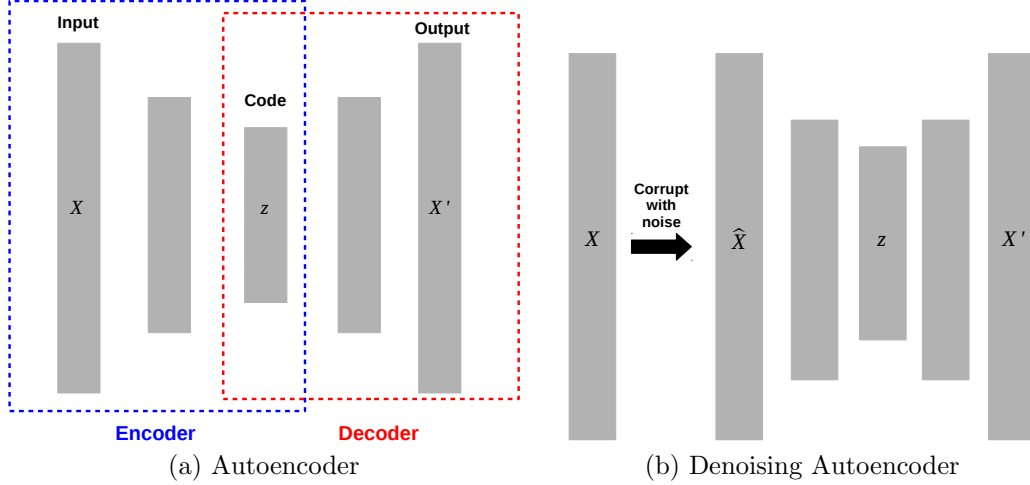 Input
Output
Code
X
z
X'
Encoder
Decoder
(a) Autoencoder
Corrupt
with
noise
X
X̂
z
X'
(b) Denoising Autoencoder